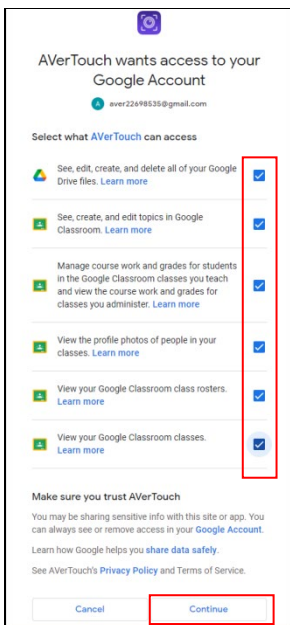 AVerTouch wants access to your
Google Account
A aver22698535@gmail.com
Select what AVerTouch can access
See, edit, create, and delete all of your Google
Drive files. Learn more
See, create, and edit topics in Google
Classroom. Learn more
Manage course work and grades for students
in the Google Classroom classes you teach
and view the course work and grades for
classes you administer. Learn more
View the profile photos of people in your
classes. Learn more
View your Google Classroom class rosters.
Learn more
View your Google Classroom classes.
Learn more
Make sure you trust AVerTouch
You may be sharing sensitive info with this site or app. You
can always see or remove access in your Google Account.
Learn how Google helps you share data safely.
See AVerTouch's Privacy Policy and Terms of Service.
Cancel Continue